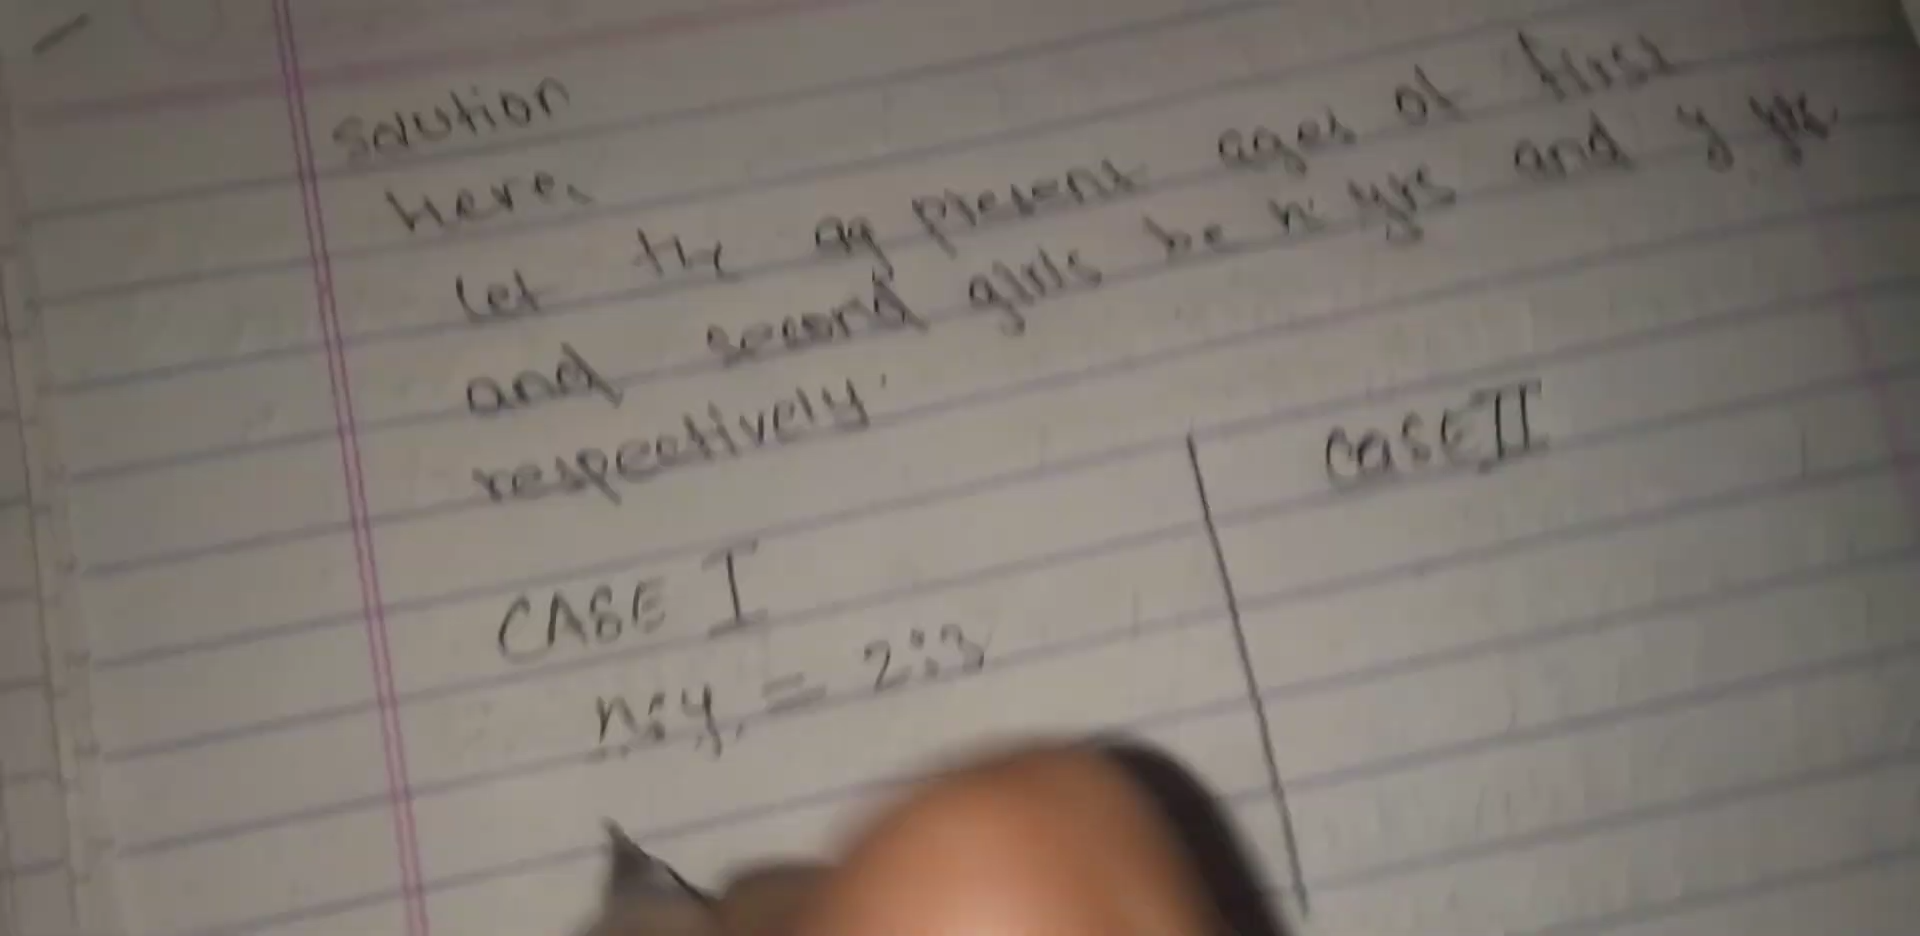 Solution
Here,
Let the ag present ages of first
and second girls be x yrs and y yrs
respectively.
CASE I
x:y = 2:3
CASE II